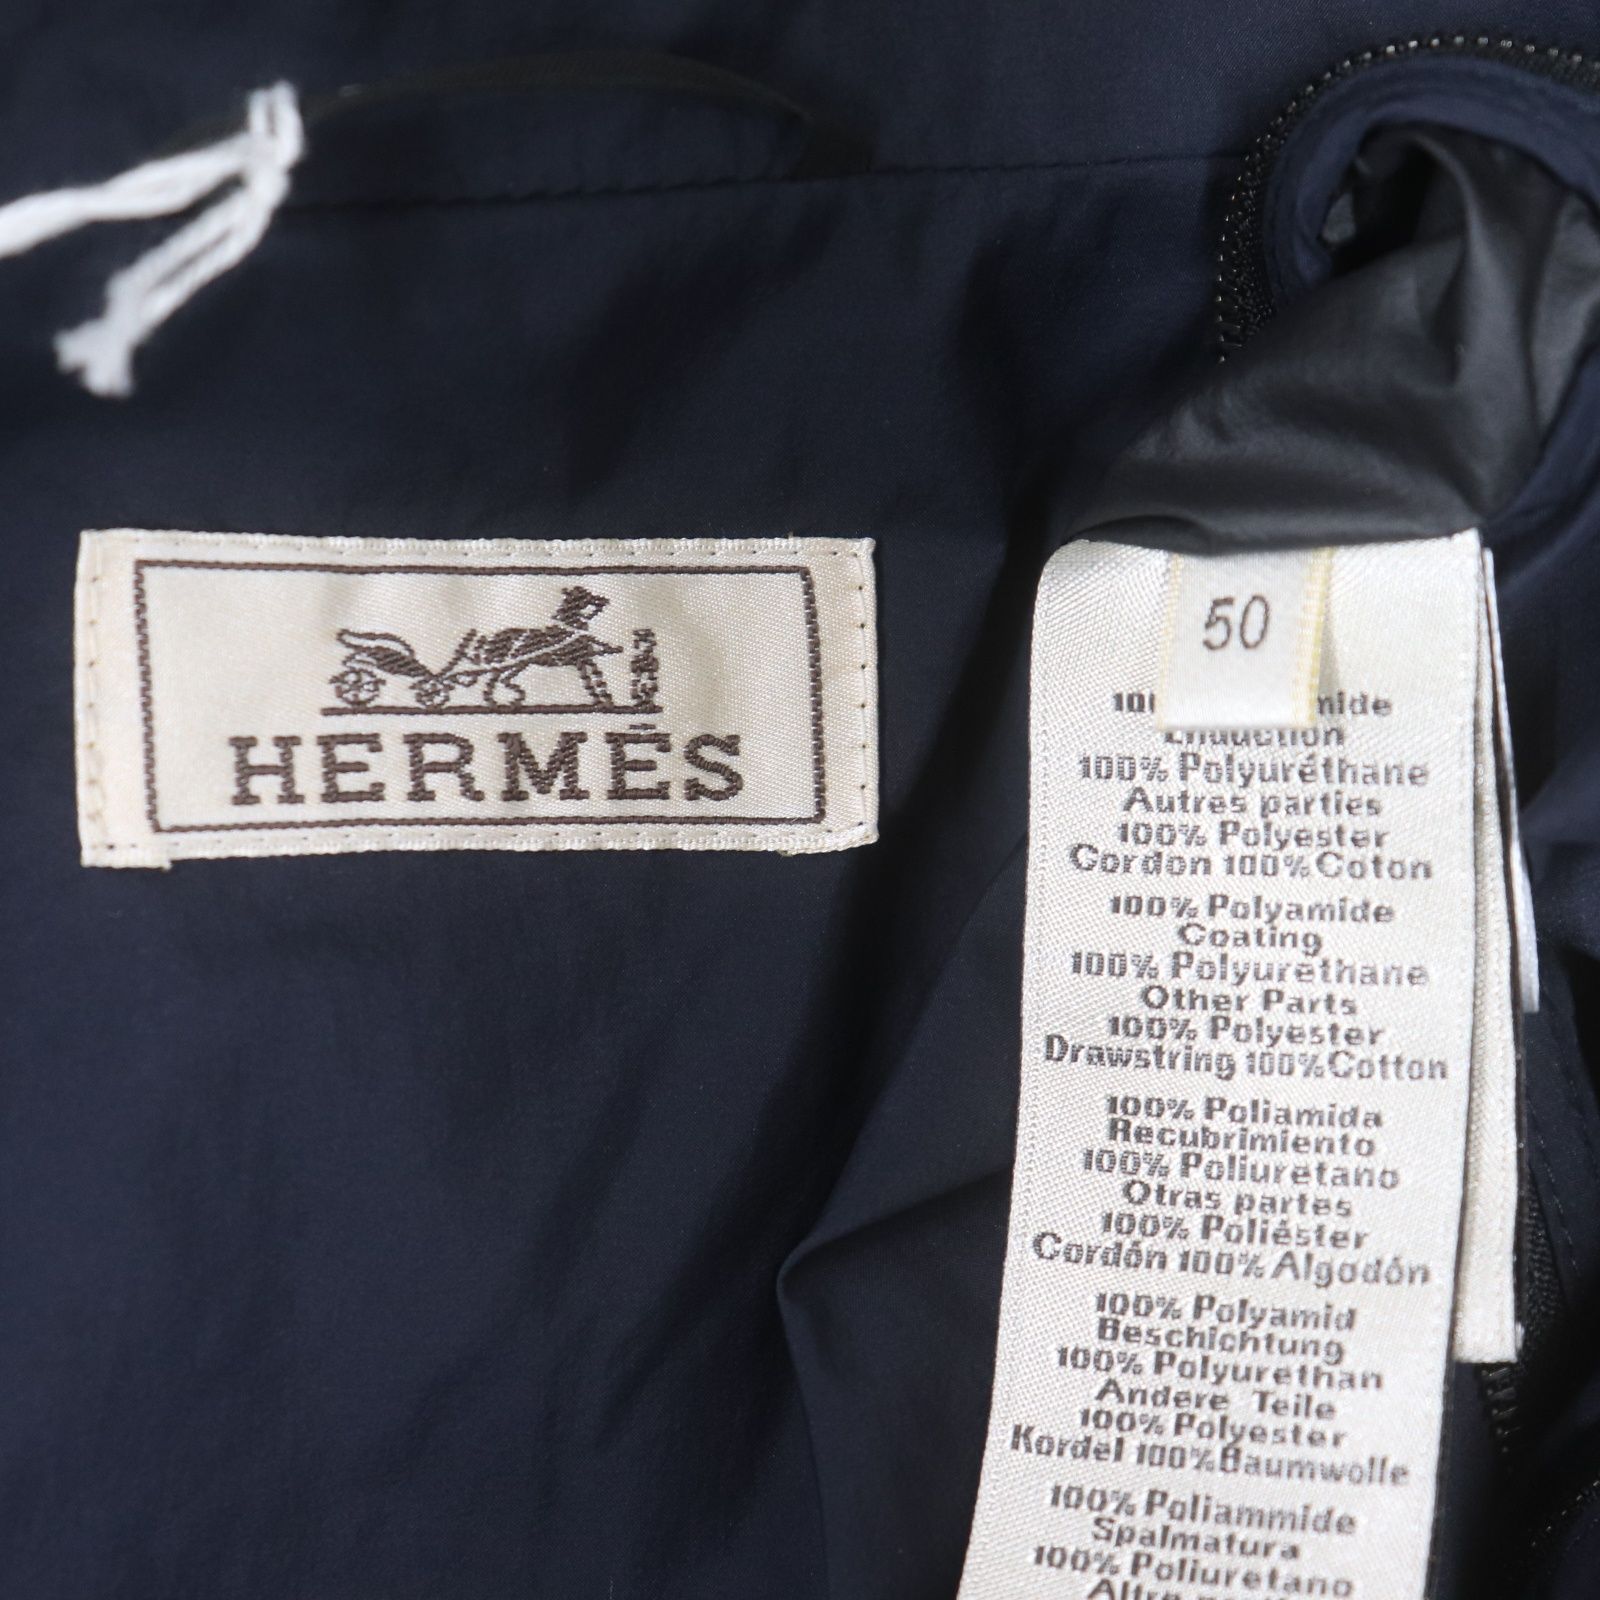 HERMÈS
50
Enduction
100% Polyuréthane
Autres parties
100% Polyester
Cordon 100% Coton
100% Polyamide
Coating
100% Polyurethane
Other Parts
100% Polyester
Drawstring 100% Cotton
100% Poliamida
Recubrimiento
100% Poliuretano
Otras partes
100% Poliéster
Cordón 100% Algodón
100% Polyamid
Beschichtung
100% Polyurethan
Andere Teile
100% Polyester
Kordel 100% Baumwolle
100% Poliammide
Spalmatura
100% Poliuretano